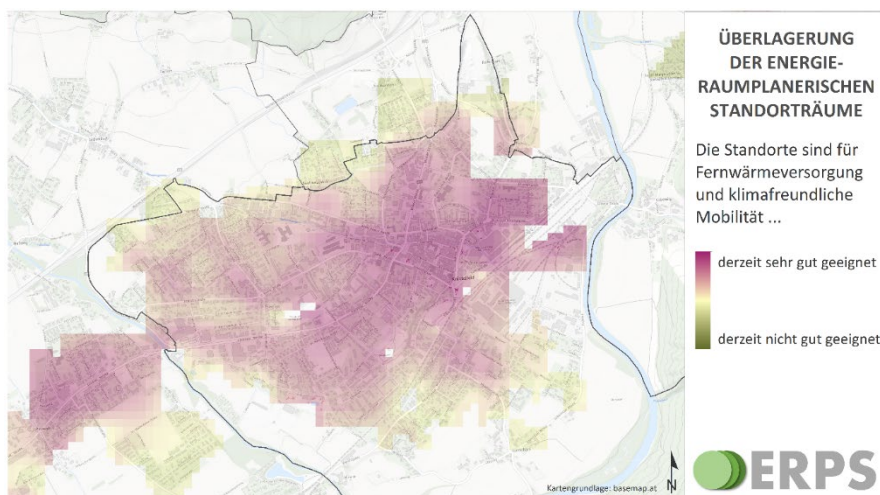 ÜBERLAGERUNG
DER ENERGIE-
RAUMPLANERISCHEN
STANDORTRÄUME
Die Standorte sind für
Fernwärmeversorgung
und klimafreundliche
Mobilität ...
derzeit sehr gut geeignet
derzeit nicht gut geeignet
Kartengrundlage: basemap.at
N
ERPS